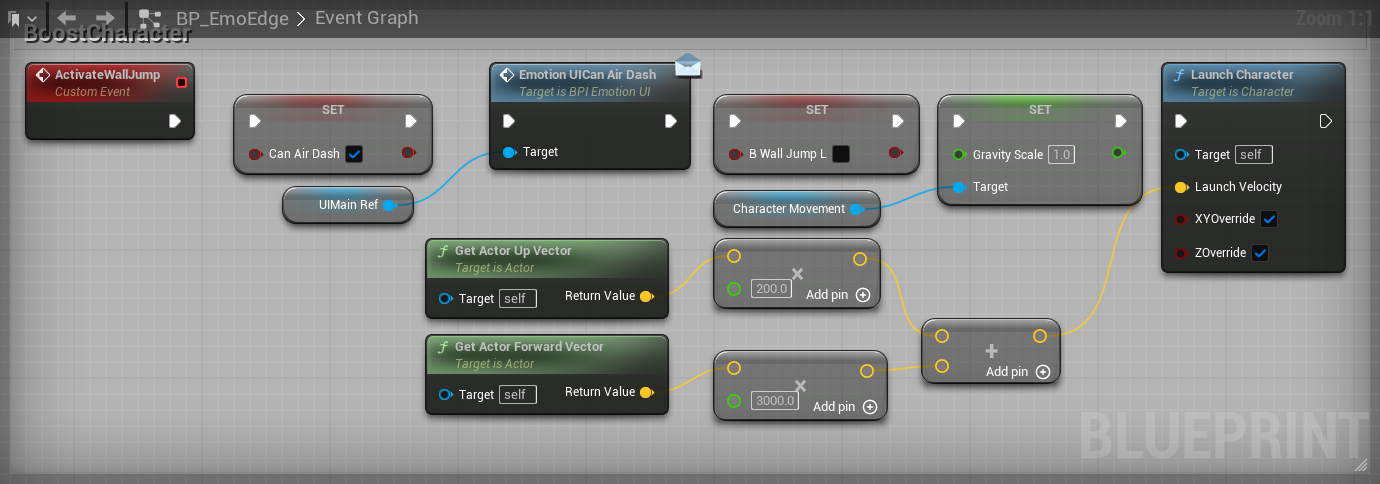 BP_EmoEdge > Event Graph
Zoom 1:1
BoostCharacter
ActivateWallJump
Custom Event
SET
Can Air Dash
UIMain Ref
Emotion UICan Air Dash
Target is BPI Emotion UI
Target
SET
B Wall Jump L
Character Movement
SET
Gravity Scale 1.0
Target
Launch Character
Target is Character
Target self
Launch Velocity
XYOverride
ZOverride
Get Actor Up Vector
Target is Actor
Target self
Return Value
200.0
Add pin
Get Actor Forward Vector
Target is Actor
Target self
Return Value
3000.0
Add pin
Add pin
BLUEPRINT